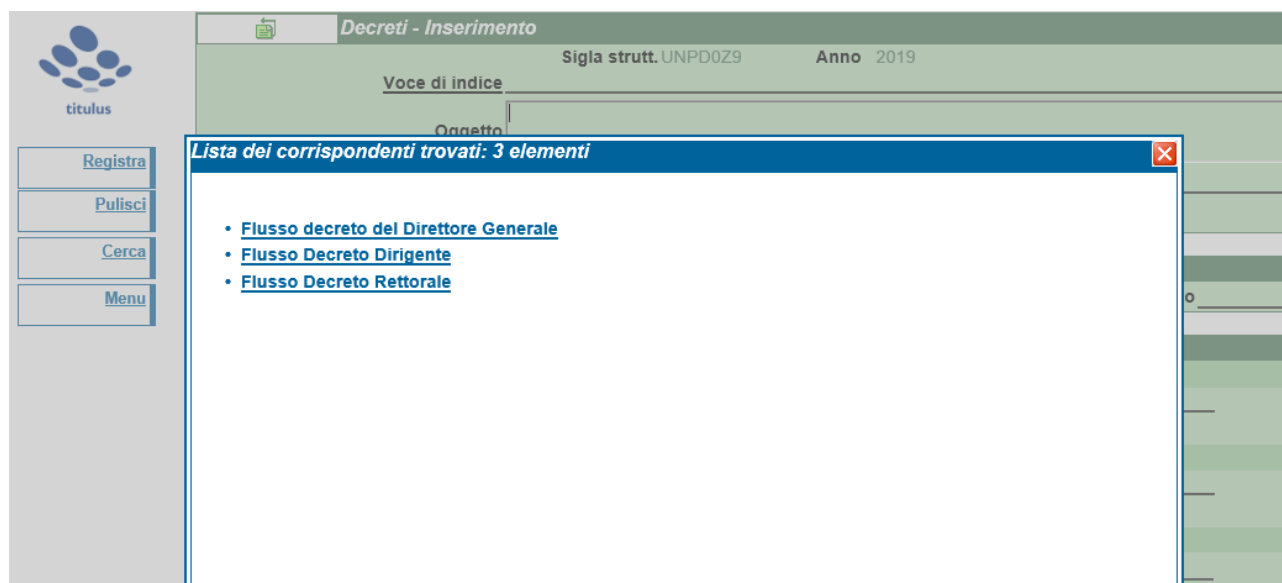 titulus
Registra
Pulisci
Cerca
Menu
Decreti - Inserimento
Sigla strutt. UNPD0Z9 Anno 2019
Voce di indice
Oggetto
Lista dei corrispondenti trovati: 3 elementi
• Flusso decreto del Direttore Generale
• Flusso Decreto Dirigente
• Flusso Decreto Rettorale
o